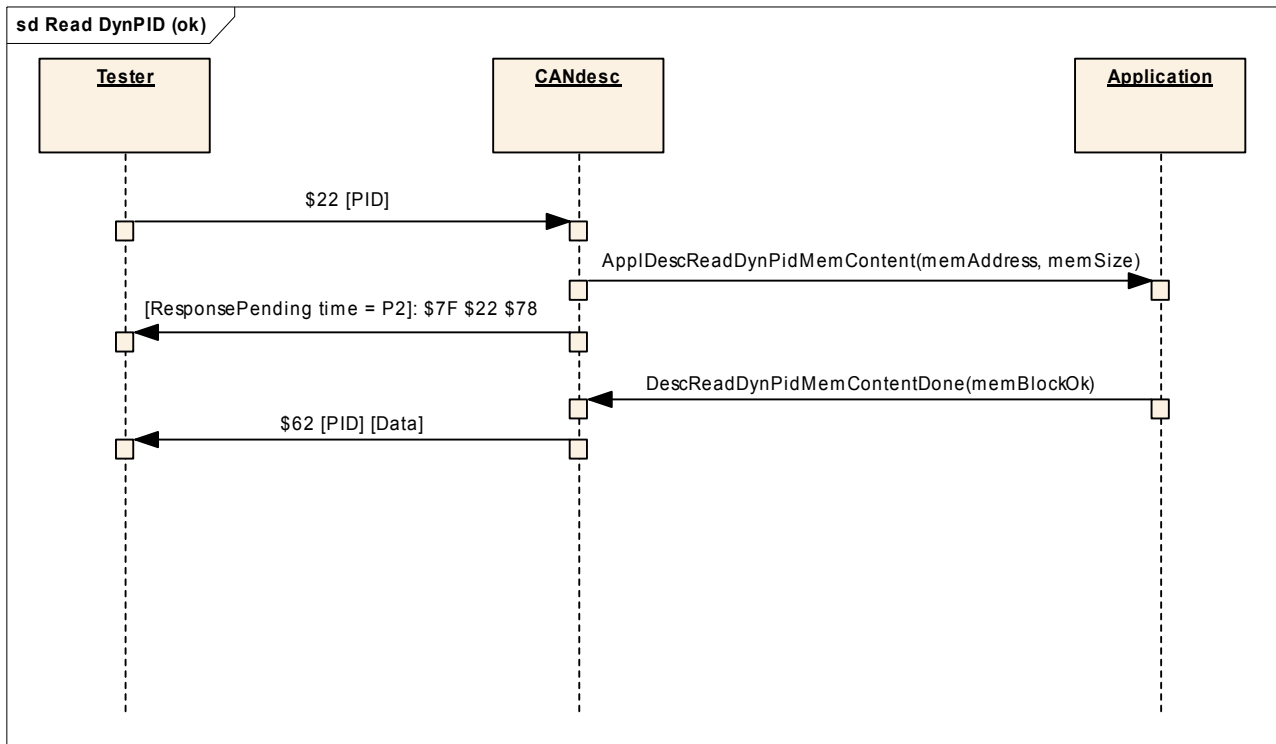 sd Read DynPID (ok)
Tester
CANdesc
Application
$22 [PID]
ApplDescReadDynPidMemContent(memAddress, memSize)
[ResponsePending time = P2]: $7F $22 $78
DescReadDynPidMemContentDone(memBlockOk)
$62 [PID] [Data]